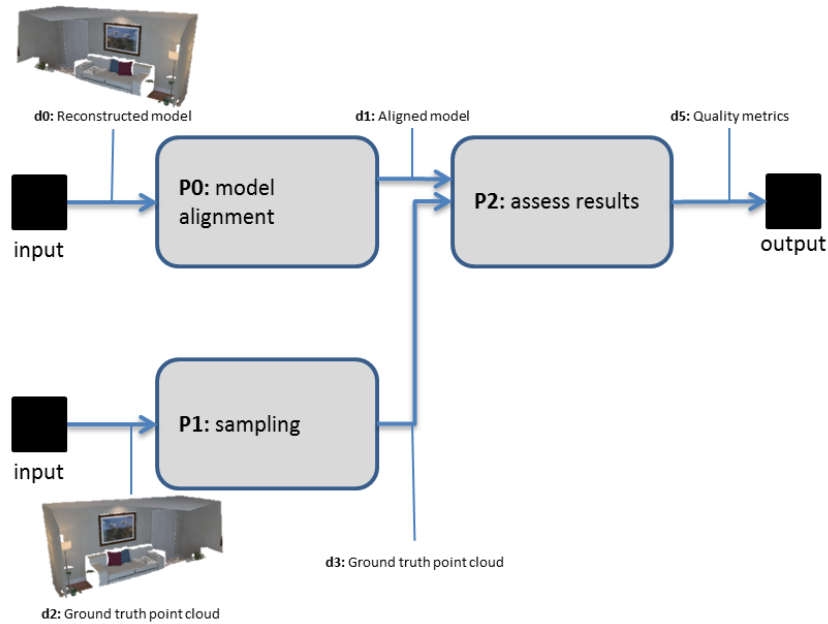 d0: Reconstructed model
d1: Aligned model
d5: Quality metrics
P0: model
alignment
P2: assess results
input
output
P1: sampling
input
d3: Ground truth point cloud
d2: Ground truth point cloud